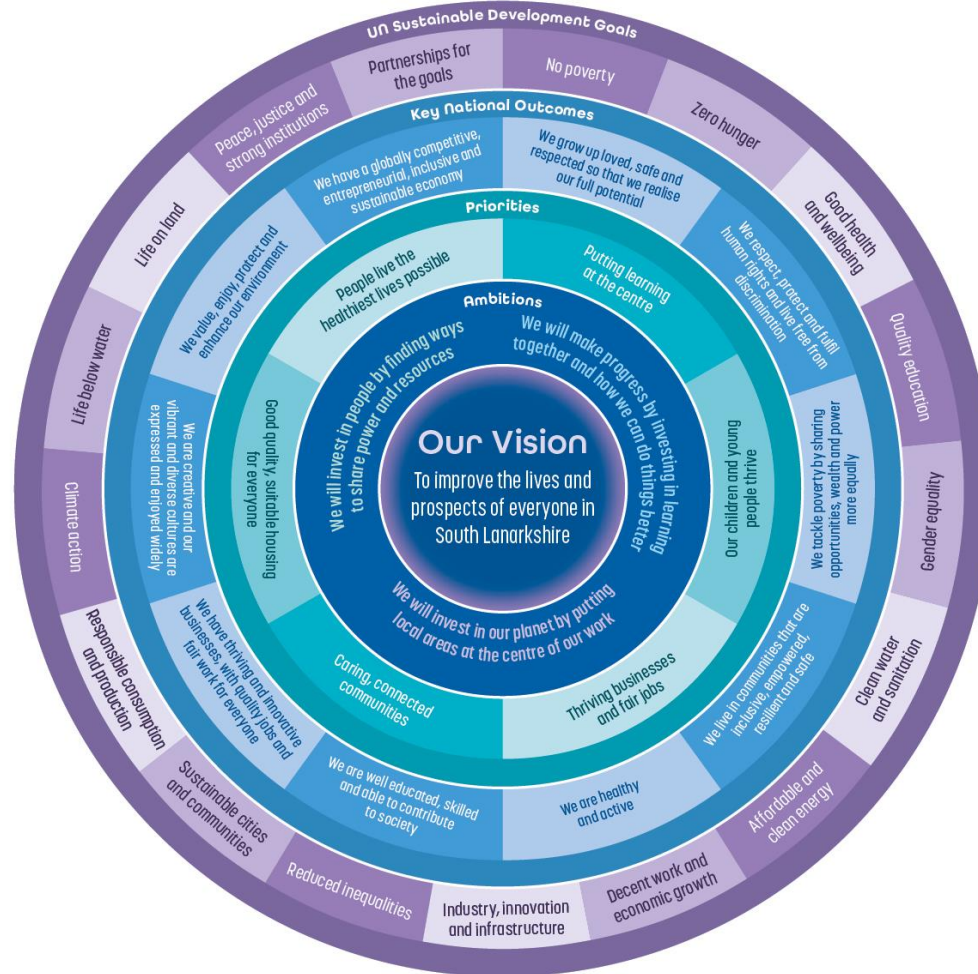 UN Sustainable Development Goals
No poverty
Zero hunger
Good health
and wellbeing
Quality education
Gender equality
Clean water
and sanitation
Affordable and
clean energy
Decent work and
economic growth
Industry, innovation
and infrastructure
Reduced inequalities
Sustainable cities
and communities
Responsible consumption
and production
Climate action
Life below water
Life on land
Peace, justice and
strong institutions
Partnerships for
the goals
Key National Outcomes
We grow up loved, safe and
respected so that we realise
our full potential
We respect, protect and fulfil
human rights and live free from
discrimination
We tackle poverty by sharing
opportunities, wealth and power
more equally
We live in communities that are
inclusive, empowered,
resilient and safe
We are healthy
and active
We are well educated, skilled
and able to contribute
to society
We have thriving and innovative
businesses, with quality jobs and
fair work for everyone
We are creative and our
vibrant and diverse cultures are
expressed and enjoyed widely
We value, enjoy, protect and
enhance our environment
We have a globally competitive,
entrepreneurial, inclusive and
sustainable economy
Priorities
Putting learning
at the centre
Our children and young
people thrive
Thriving businesses
and fair jobs
Caring, connected
communities
Good quality, suitable housing
for everyone
People live the
healthiest lives possible
Ambitions
We will make progress by investing in learning
together and how we can do things better
We will invest in our planet by putting
local areas at the centre of our work
We will invest in people by finding ways
to share power and resources
Our Vision
To improve the lives and
prospects of everyone in
South Lanarkshire